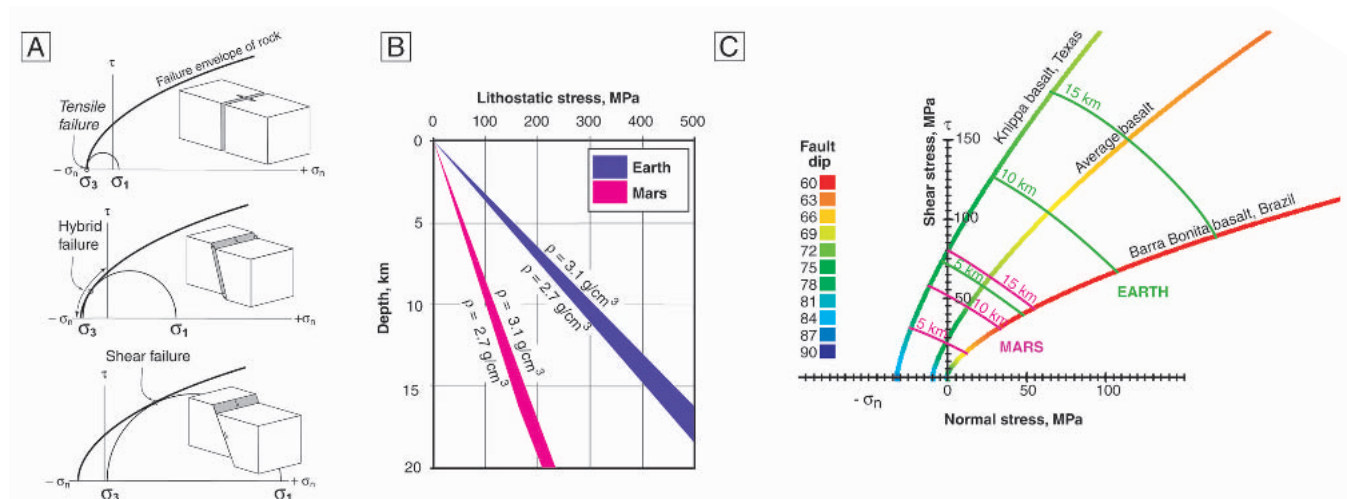 A
τ
Failure envelope of rock
Tensile
failure
- σn
σ3
σ1
+ σn
Hybrid
failure
τ
- σn
σ3
σ1
+σn
Shear failure
τ
- σn
σ3
σ1
+ σn
B
Lithostatic stress, MPa
0 100 200 300 400 500
0
5
10
15
20
Depth, km
Earth
Mars
ρ = 3.1 g/cm3
ρ = 2.7 g/cm3
ρ = 3.1 g/cm3
ρ = 2.7 g/cm3
C
Fault
dip
60
63
66
69
72
75
78
81
84
87
90
Knippa basalt, Texas
Average basalt
Barra Bonita basalt, Brazil
Shear stress, MPa
τ
150
100
50
15 km
10 km
5 km
EARTH
15 km
10 km
5 km
MARS
- σn
0
50
100
Normal stress, MPa